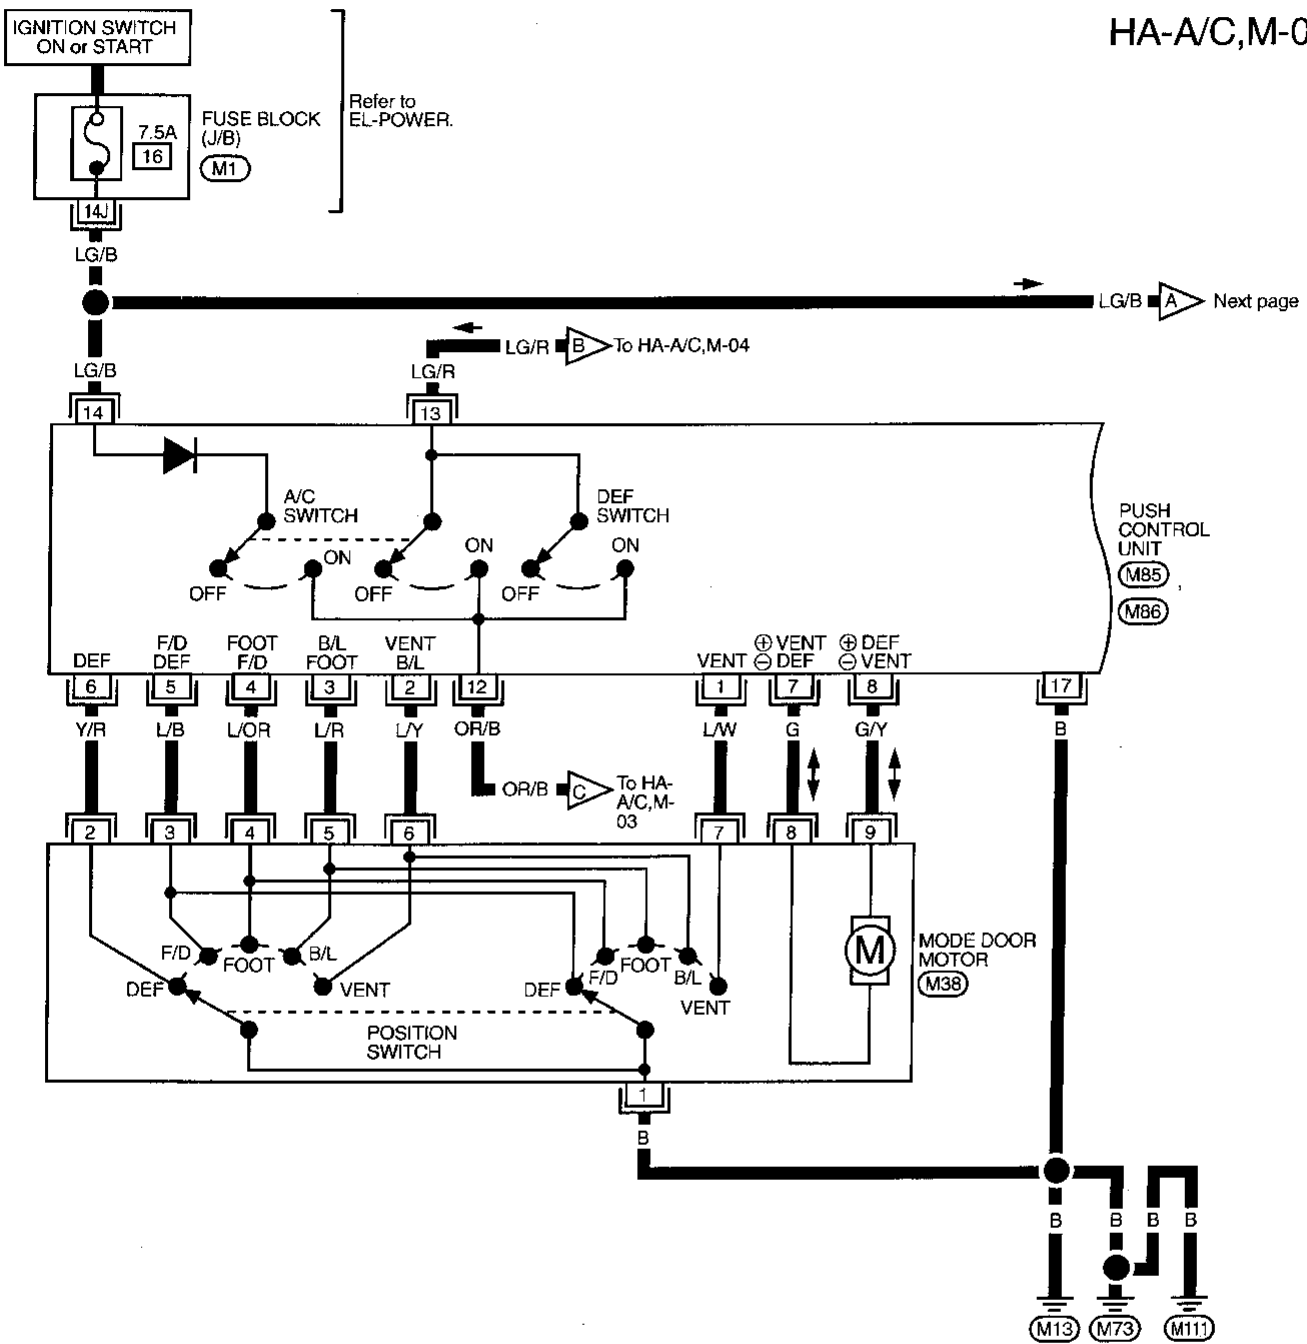 HA-A/C,M-0
IGNITION SWITCH
ON or START
Refer to
EL-POWER.
FUSE BLOCK
(J/B)
M1
7.5A
16
14J
LG/B
LG/B
A
Next page
LG/R
B
To HA-A/C,M-04
LG/B
LG/R
14
13
A/C
SWITCH
DEF
SWITCH
ON
ON
ON
OFF
OFF
OFF
PUSH
CONTROL
UNIT
M85
,
M86
DEF
F/D
DEF
FOOT
F/D
B/L
FOOT
VENT
B/L
VENT
⊕ VENT
⊖ DEF
⊕ DEF
⊖ VENT
6
5
4
3
2
12
1
7
8
17
Y/R
L/B
L/OR
L/R
L/Y
OR/B
L/W
G
G/Y
B
OR/B
C
To HA-
A/C,M-
03
2
3
4
5
6
7
8
9
F/D
FOOT
B/L
DEF
VENT
F/D
FOOT
B/L
DEF
VENT
POSITION
SWITCH
M
MODE DOOR
MOTOR
M38
1
B
B
B
B
B
M13
M73
M111